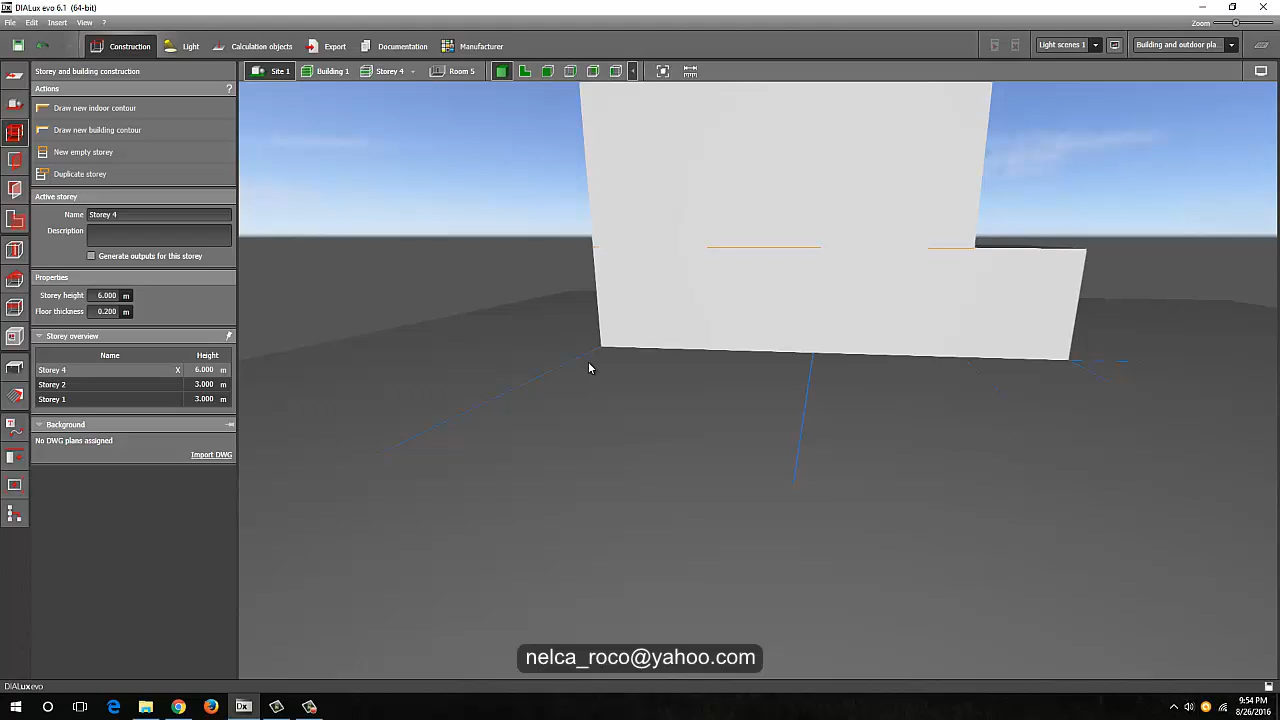 DIALux evo 6.1 (64-bit)
File Edit Insert View ?
Zoom
Construction Light Calculation objects Export Documentation Manufacturer
Light scenes 1 Building and outdoor pla...
Storey and building construction
Site 1 Building 1 Storey 4 Room 5
Actions ?
Draw new indoor contour
Draw new building contour
New empty storey
Duplicate storey
Active storey
Name Storey 4
Description
Generate outputs for this storey
Properties
Storey height 6.000 m
Floor thickness 0.200 m
Storey overview
Name Height
Storey 4 X 6.000 m
Storey 2 3.000 m
Storey 1 3.000 m
Background
No DWG plans assigned
Import DWG
nelca_roco@yahoo.com
DIALux evo
Dx
9:54 PM
8/26/2016